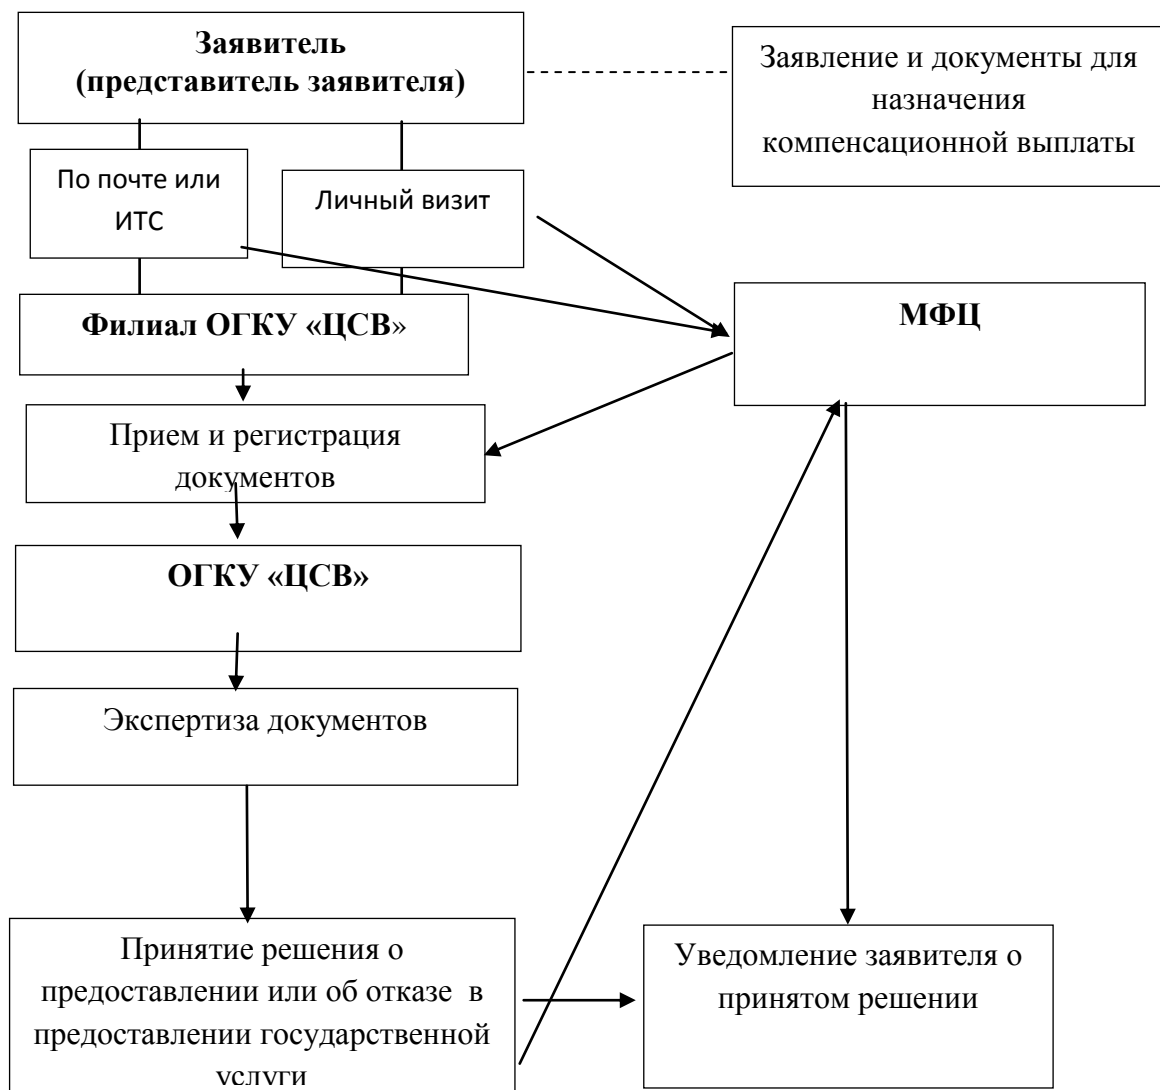 Заявитель
(представитель заявителя)
Заявление и документы для
назначения
компенсационной выплаты
По почте или
ИТС
Личный визит
Филиал ОГКУ «ЦСВ»
МФЦ
Прием и регистрация
документов
ОГКУ «ЦСВ»
Экспертиза документов
Принятие решения о
предоставлении или об отказе в
предоставлении государственной
услуги
Уведомление заявителя о
принятом решении